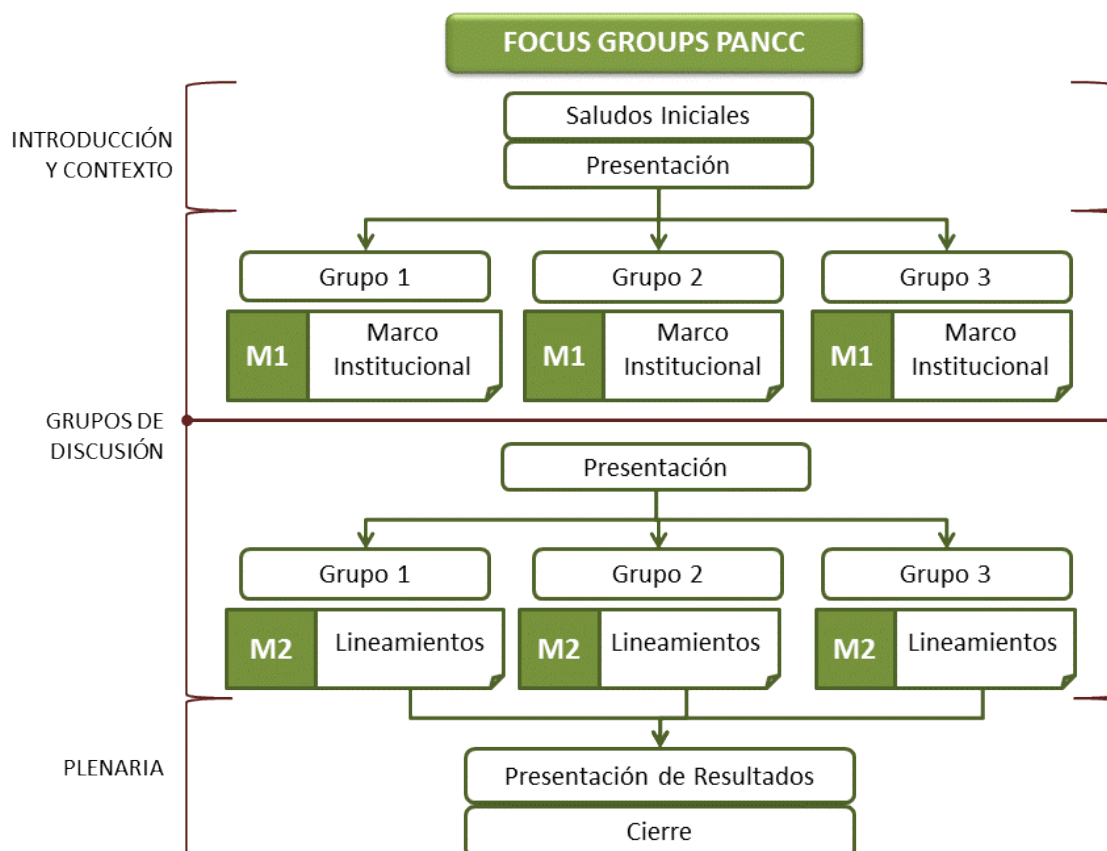 FOCUS GROUPS PANCC
INTRODUCCIÓN
Y CONTEXTO
Saludos Iniciales
Presentación
Grupo 1
Grupo 2
Grupo 3
M1
Marco
Institucional
M1
Marco
Institucional
M1
Marco
Institucional
GRUPOS DE
DISCUSIÓN
Presentación
Grupo 1
Grupo 2
Grupo 3
M2
Lineamientos
M2
Lineamientos
M2
Lineamientos
PLENARIA
Presentación de Resultados
Cierre